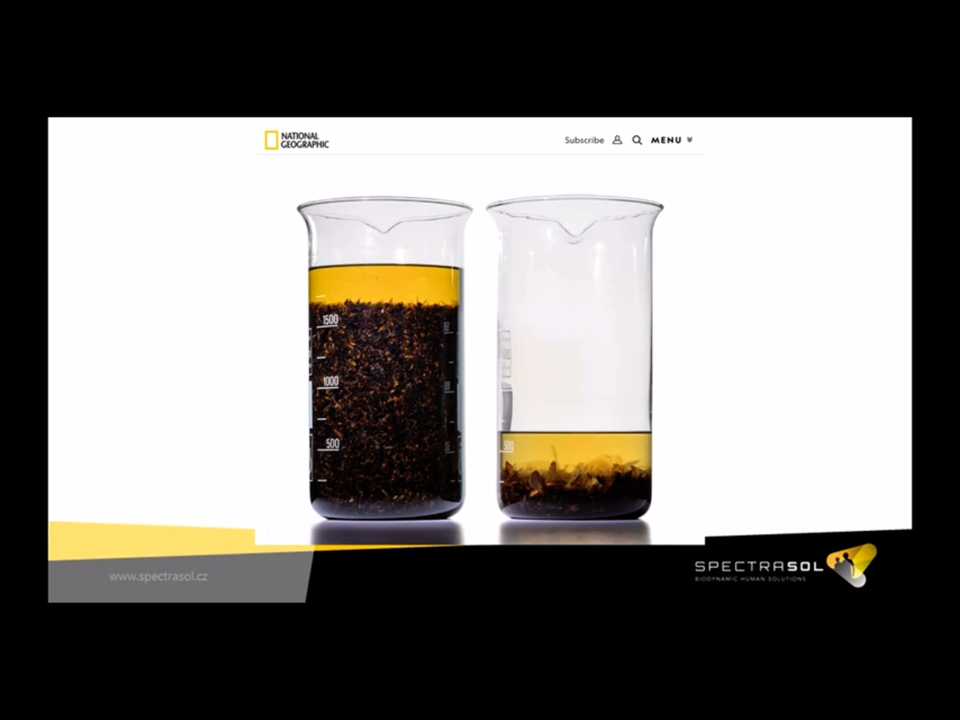 NATIONAL
GEOGRAPHIC
Subscribe
MENU
1500
1000
500
500
www.spectrasol.cz
SPECTRASOL
BIODYNAMIC HUMAN SOLUTIONS